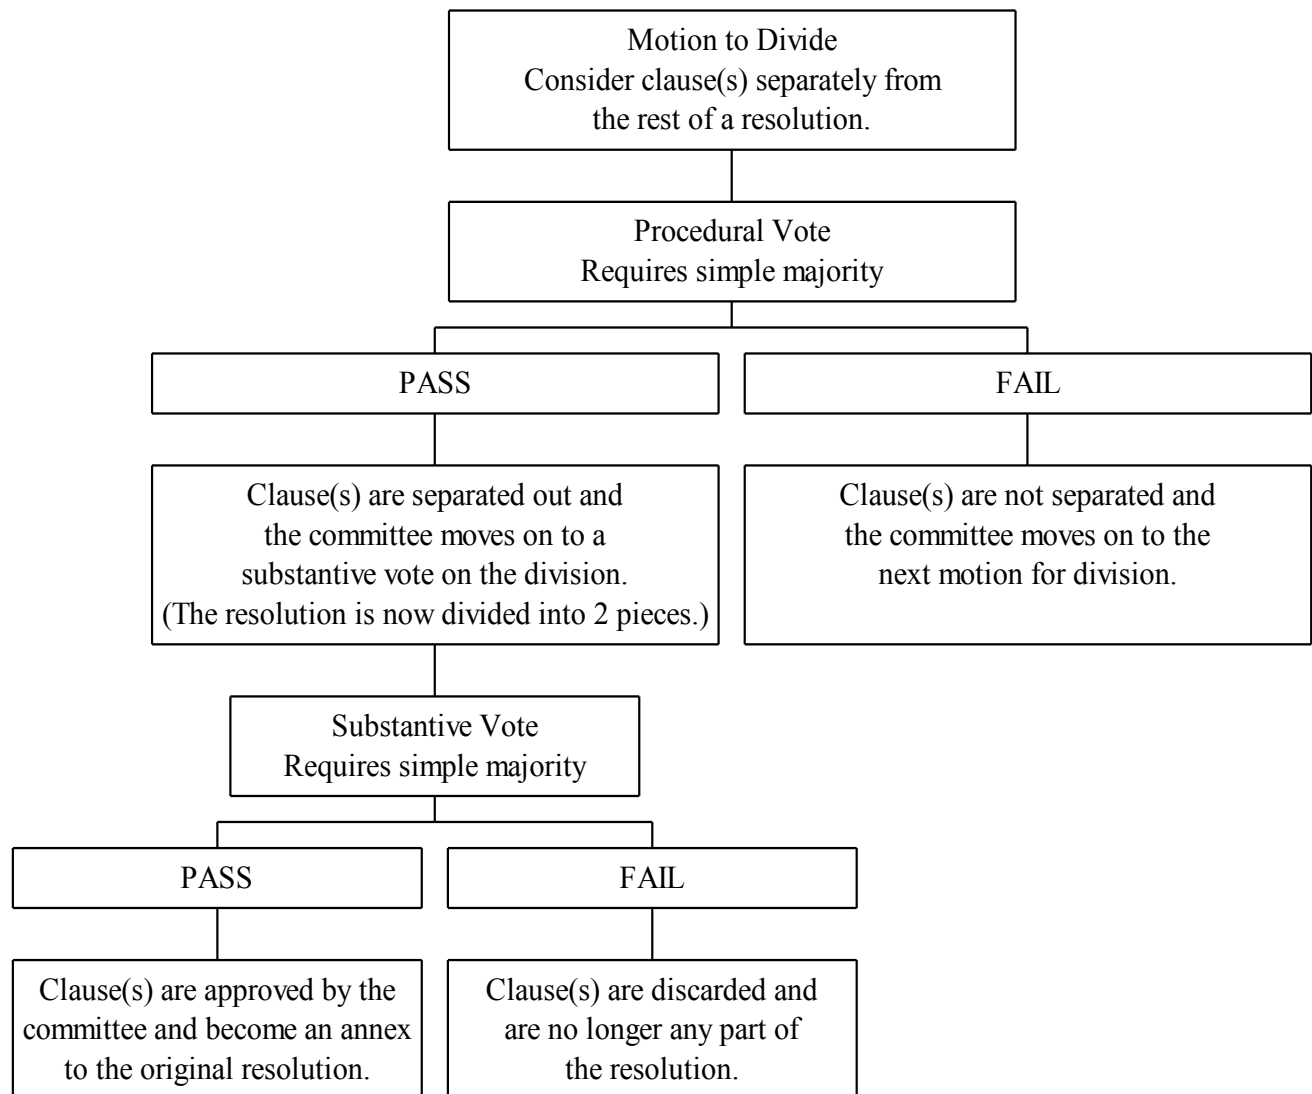 Motion to Divide
Consider clause(s) separately from
the rest of a resolution.
Procedural Vote
Requires simple majority
PASS
FAIL
Clause(s) are separated out and
the committee moves on to a
substantive vote on the division.
(The resolution is now divided into 2 pieces.)
Clause(s) are not separated and
the committee moves on to the
next motion for division.
Substantive Vote
Requires simple majority
PASS
FAIL
Clause(s) are approved by the
committee and become an annex
to the original resolution.
Clause(s) are discarded and
are no longer any part of
the resolution.